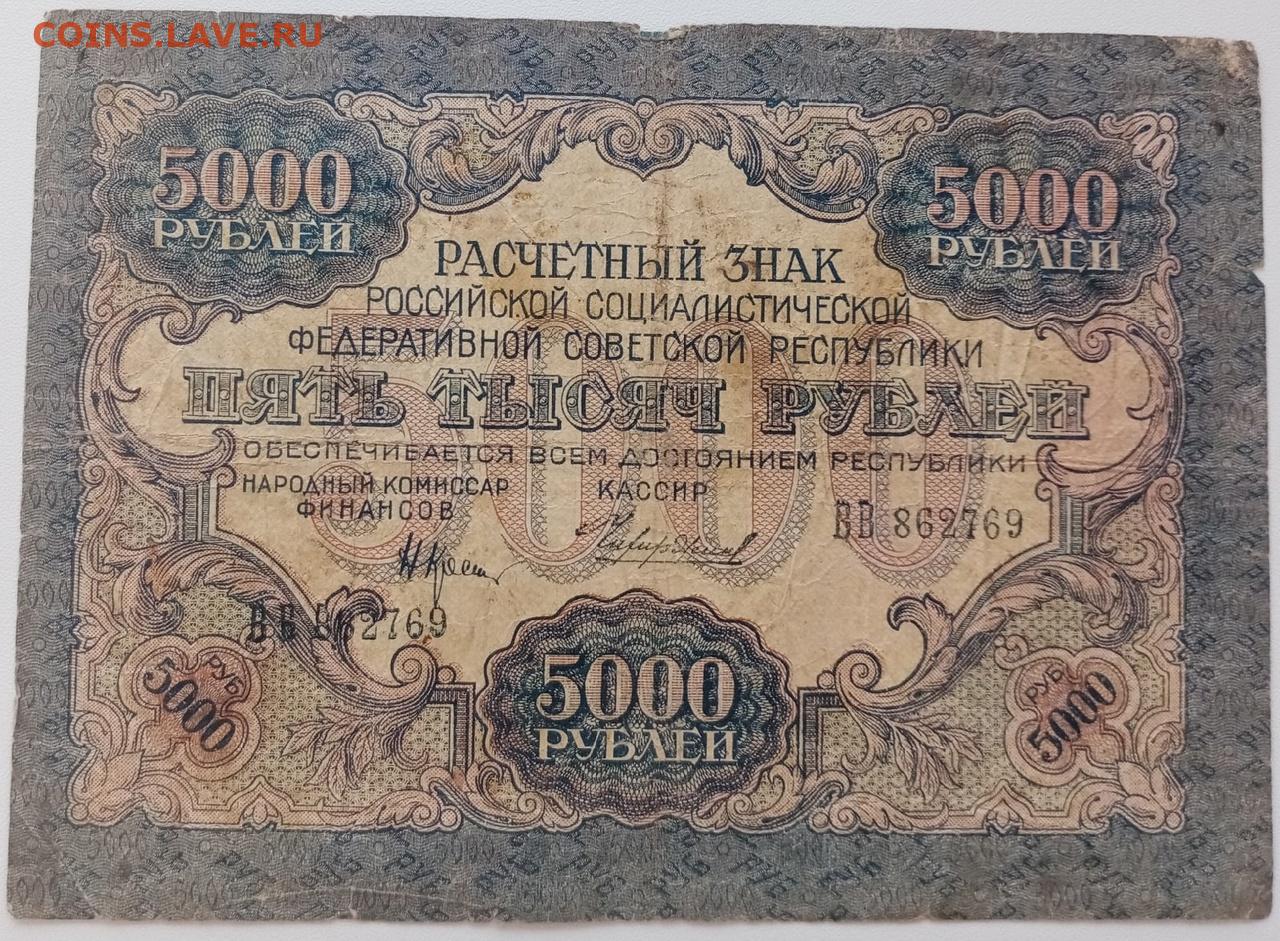 COINS.LAVE.RU
5000
РУБЛЕЙ
5000
РУБЛЕЙ
РАСЧЕТНЫЙ ЗНАК
РОССИЙСКОЙ СОЦИАЛИСТИЧЕСКОЙ
ФЕДЕРАТИВНОЙ СОВЕТСКОЙ РЕСПУБЛИКИ
5000
ПЯТЬ ТЫСЯЧ РУБЛЕЙ
ОБЕСПЕЧИВАЕТСЯ ВСЕМ ДОСТОЯНИЕМ РЕСПУБЛИКИ
НАРОДНЫЙ КОМИССАР
ФИНАНСОВ
КАССИР
ВВ 862769
ВВ 862769
РУБ
5000
5000
РУБЛЕЙ
РУБ
5000